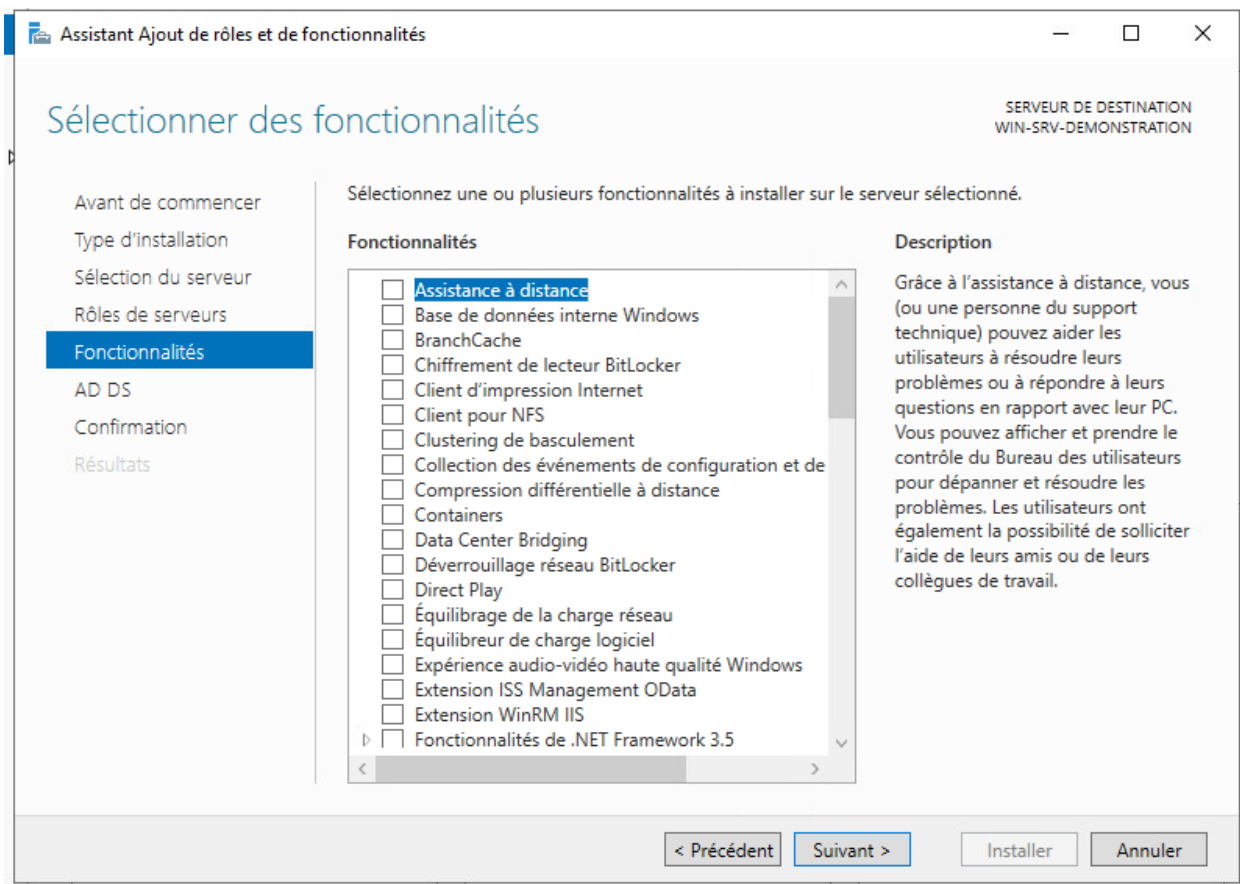 Assistant Ajout de rôles et de fonctionnalités
Sélectionner des fonctionnalités
SERVEUR DE DESTINATION
WIN-SRV-DEMONSTRATION
Avant de commencer
Type d'installation
Sélection du serveur
Rôles de serveurs
Fonctionnalités
AD DS
Confirmation
Résultats
Sélectionnez une ou plusieurs fonctionnalités à installer sur le serveur sélectionné.
Fonctionnalités
Assistance à distance
Base de données interne Windows
BranchCache
Chiffrement de lecteur BitLocker
Client d'impression Internet
Client pour NFS
Clustering de basculement
Collection des événements de configuration et de
Compression différentielle à distance
Containers
Data Center Bridging
Déverrouillage réseau BitLocker
Direct Play
Équilibrage de la charge réseau
Équilibreur de charge logiciel
Expérience audio-vidéo haute qualité Windows
Extension ISS Management OData
Extension WinRM IIS
Fonctionnalités de .NET Framework 3.5
Description
Grâce à l'assistance à distance, vous
(ou une personne du support
technique) pouvez aider les
utilisateurs à résoudre leurs
problèmes ou à répondre à leurs
questions en rapport avec leur PC.
Vous pouvez afficher et prendre le
contrôle du Bureau des utilisateurs
pour dépanner et résoudre les
problèmes. Les utilisateurs ont
également la possibilité de solliciter
l'aide de leurs amis ou de leurs
collègues de travail.
< Précédent
Suivant >
Installer
Annuler